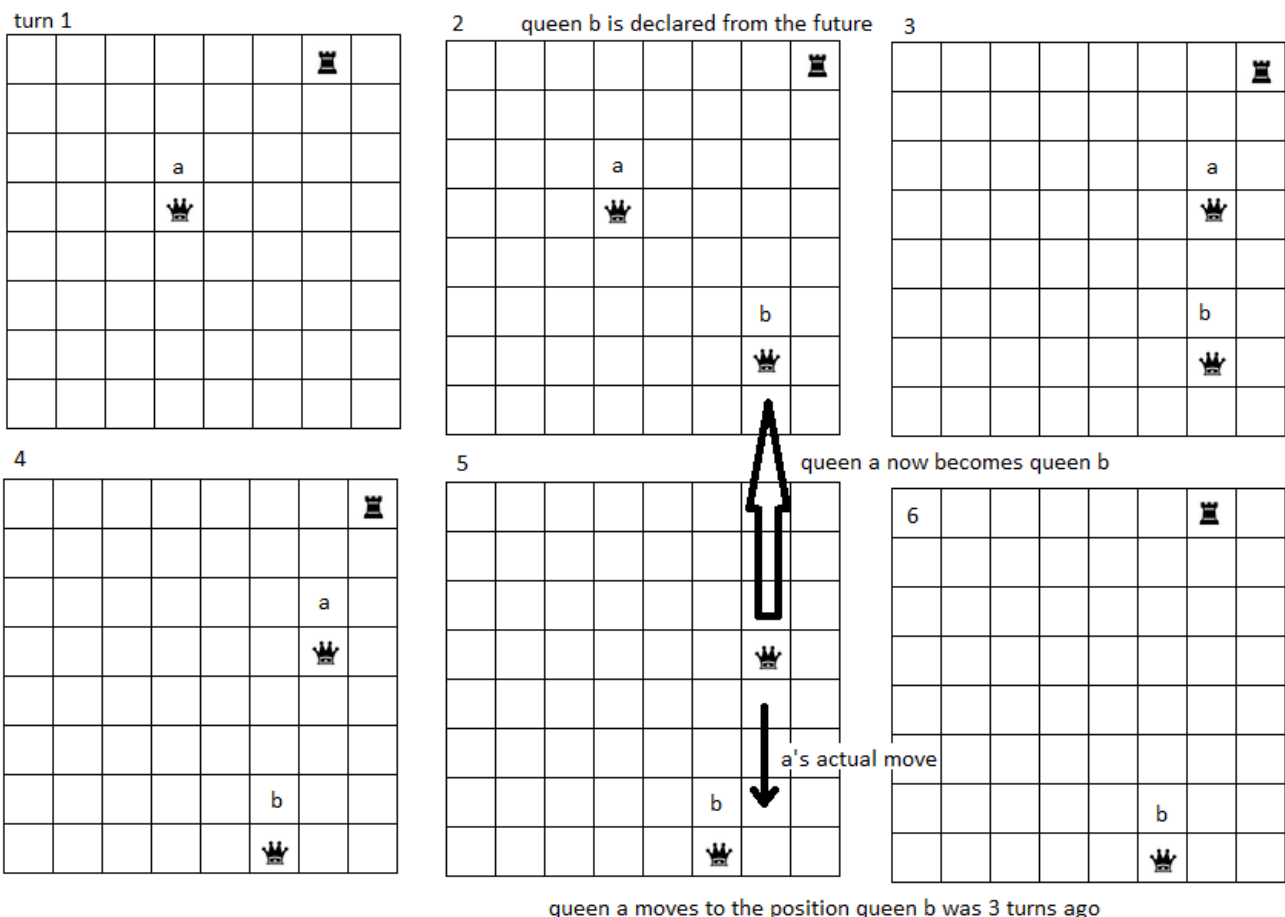 turn 1
2
queen b is declared from the future
3
a
a
a
b
b
4
5
queen a now becomes queen b
6
a
a's actual move
b
b
b
queen a moves to the position queen b was 3 turns ago